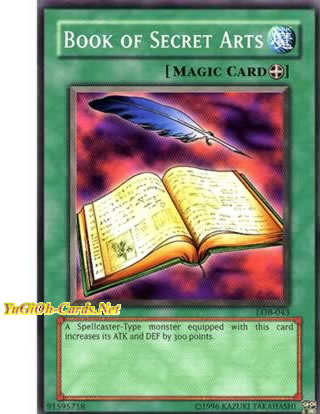 BOOK OF SECRET ARTS 魔
[MAGIC CARD]
YuGiOh-Cards.Net
LOB-043
A Spellcaster-Type monster equipped with this card
increases its ATK and DEF by 300 points.
91595718
©1996 KAZUKI TAKAHASHI